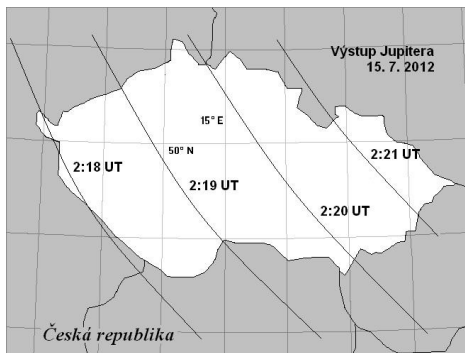 Výstup Jupitera
15. 7. 2012
15° E
50° N
2:18 UT
2:19 UT
2:20 UT
2:21 UT
Česká republika